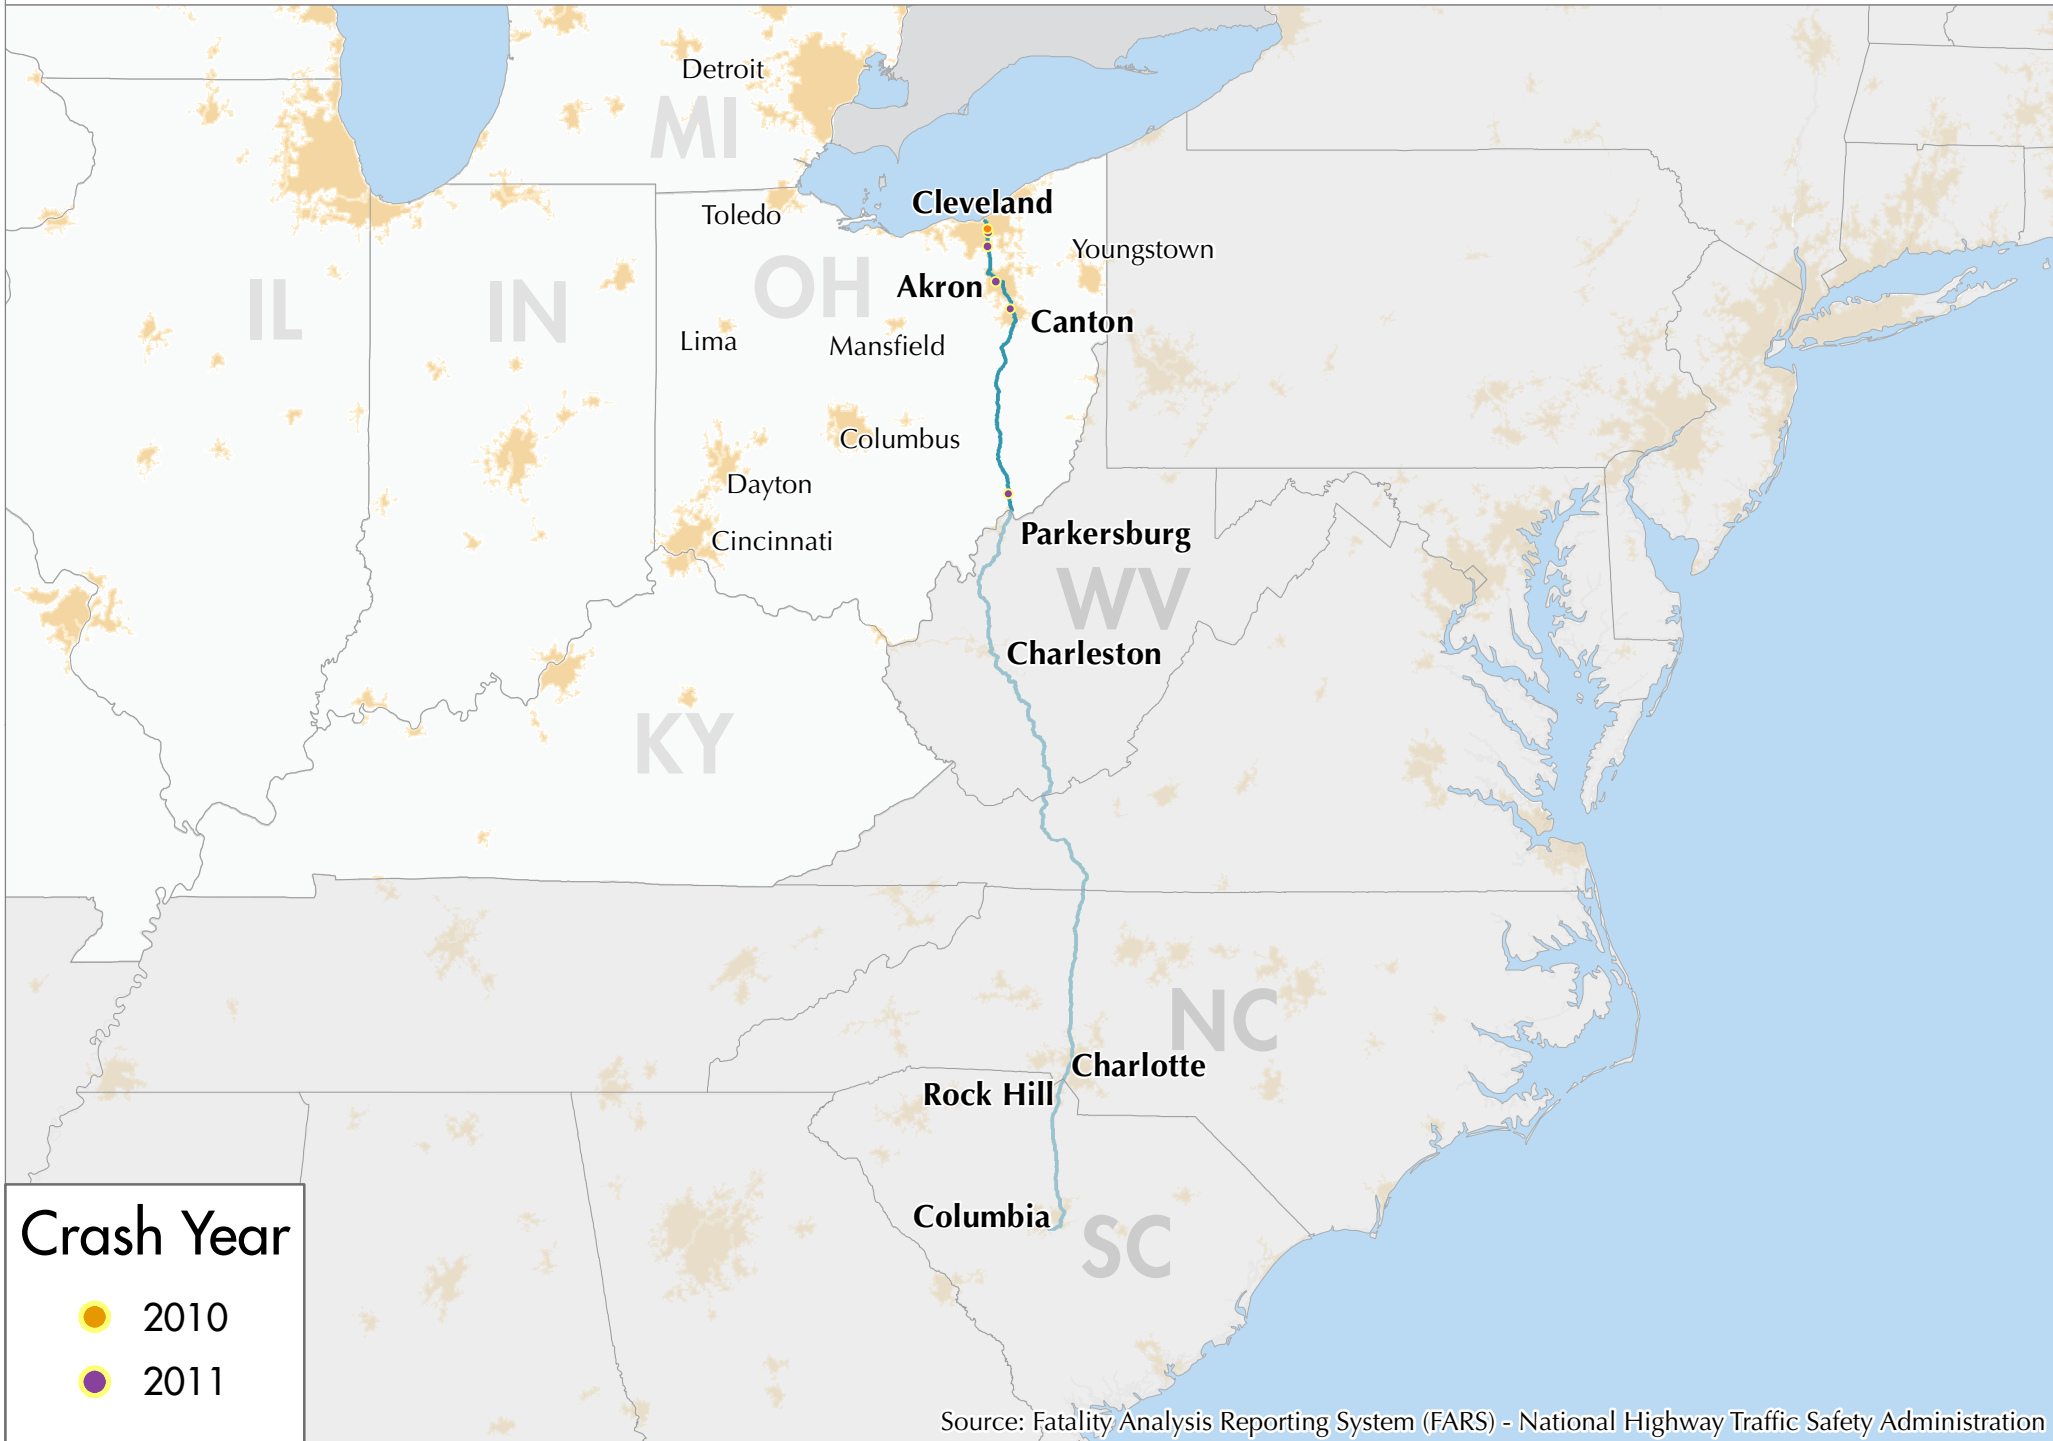 Detroit
MI
Cleveland
Toledo
Youngstown
OH
Akron
IL
IN
Canton
Lima
Mansfield
Columbus
Dayton
Parkersburg
Cincinnati
WV
Charleston
KY
NC
Charlotte
Rock Hill
Columbia
SC
Crash Year
2010
2011
Source: Fatality Analysis Reporting System (FARS) - National Highway Traffic Safety Administration